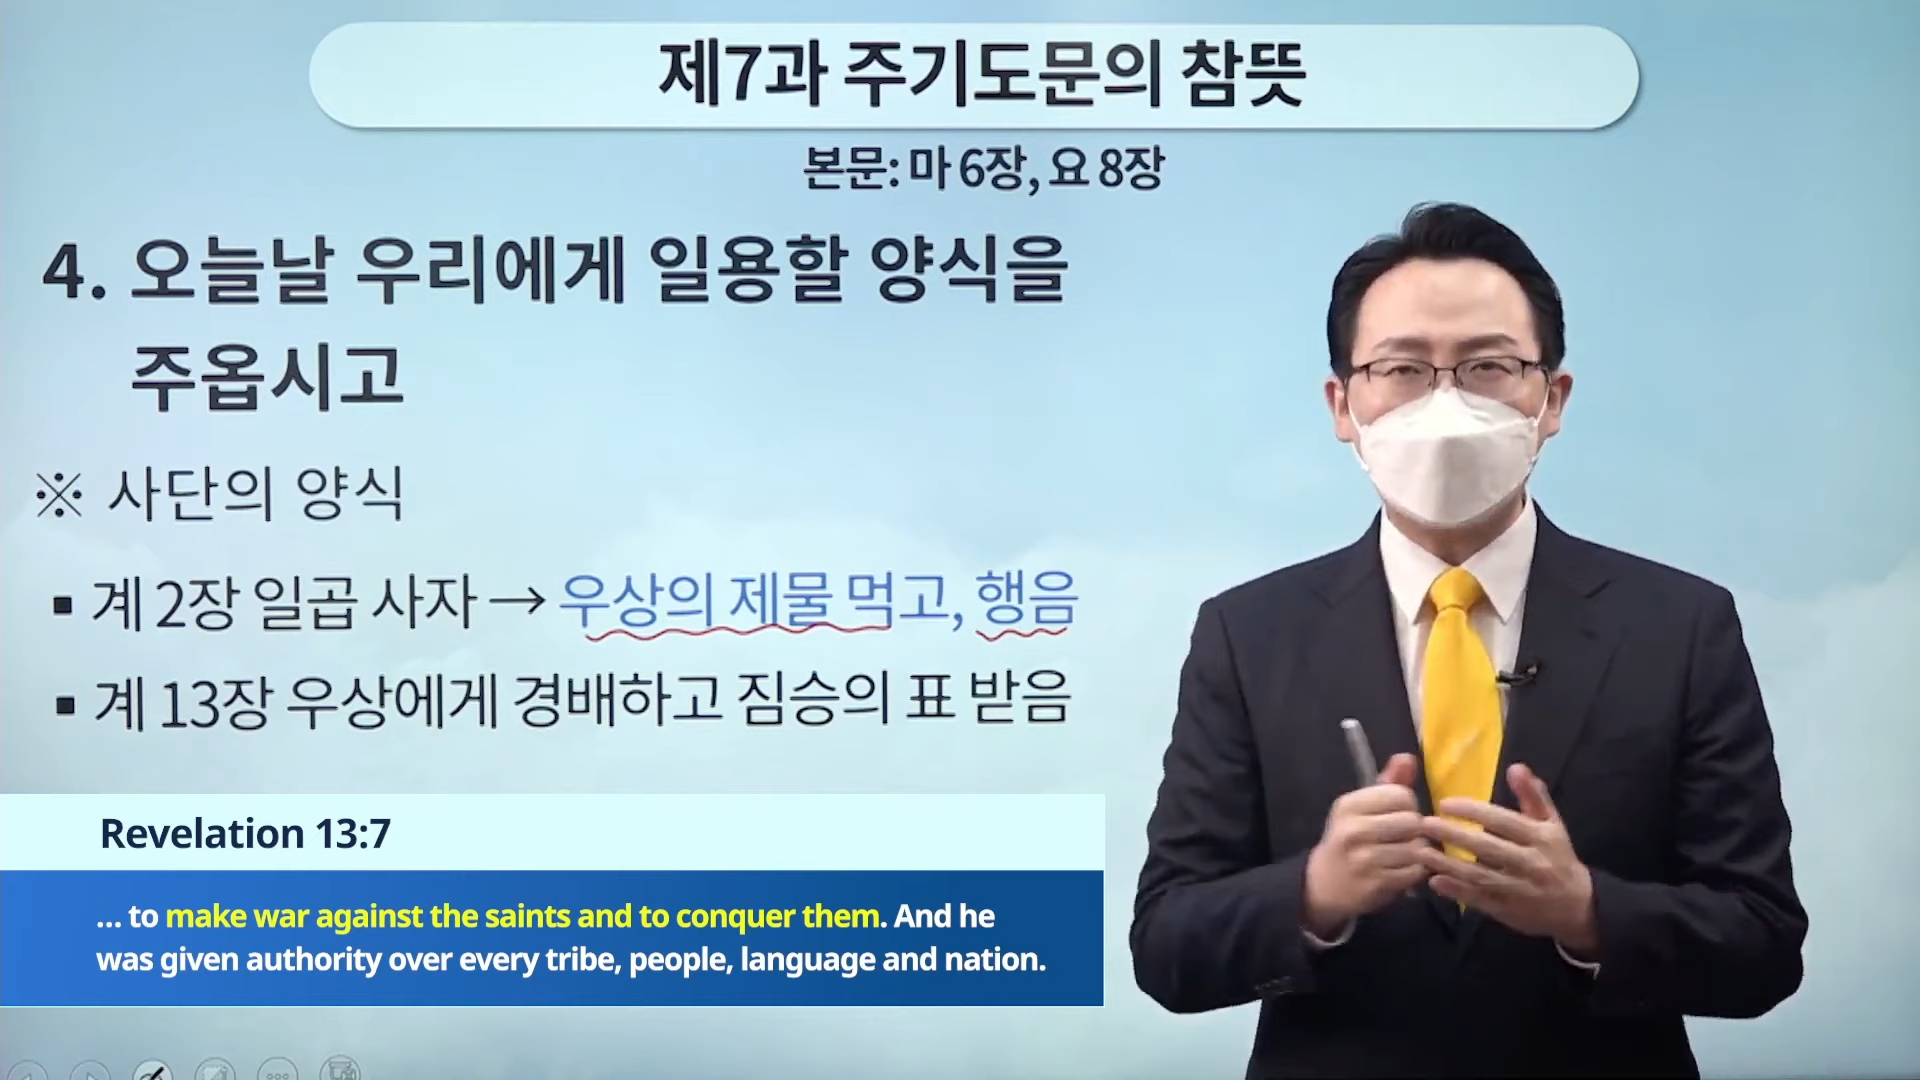 제7과 주기도문의 참뜻
본문: 마 6장, 요 8장
4. 오늘날 우리에게 일용할 양식을
주옵시고
※ 사단의 양식
▪ 계 2장 일곱 사자 → 우상의 제물 먹고, 행음
▪ 계 13장 우상에게 경배하고 짐승의 표 받음
Revelation 13:7
... to make war against the saints and to conquer them. And he
was given authority over every tribe, people, language and nation.